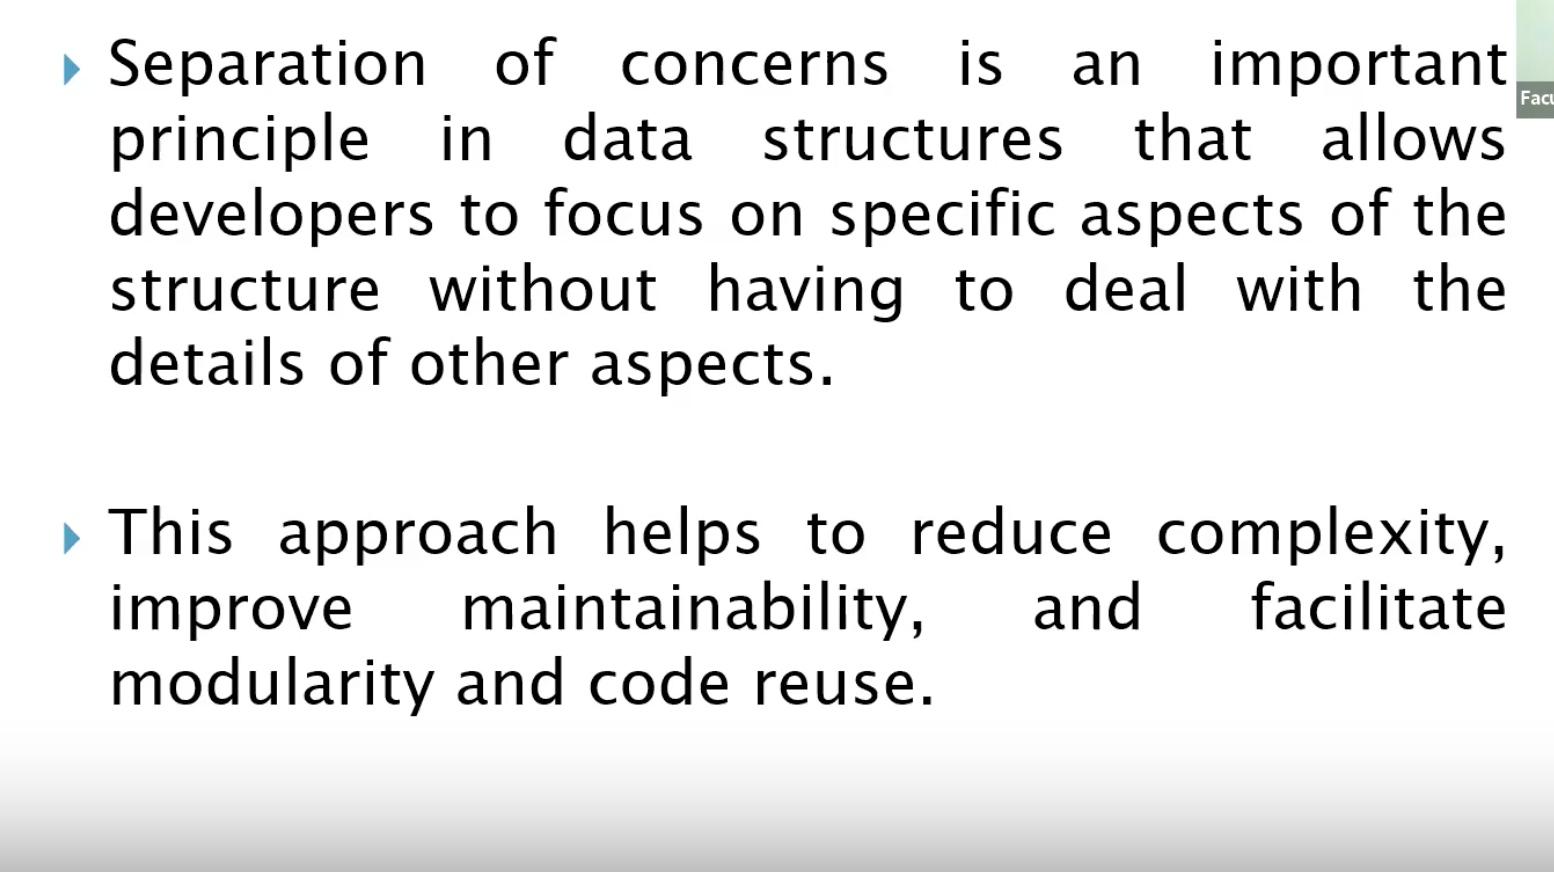 Separation of concerns is an important
principle in data structures that allows
developers to focus on specific aspects of the
structure without having to deal with the
details of other aspects.
This approach helps to reduce complexity,
improve maintainability, and facilitate
modularity and code reuse.